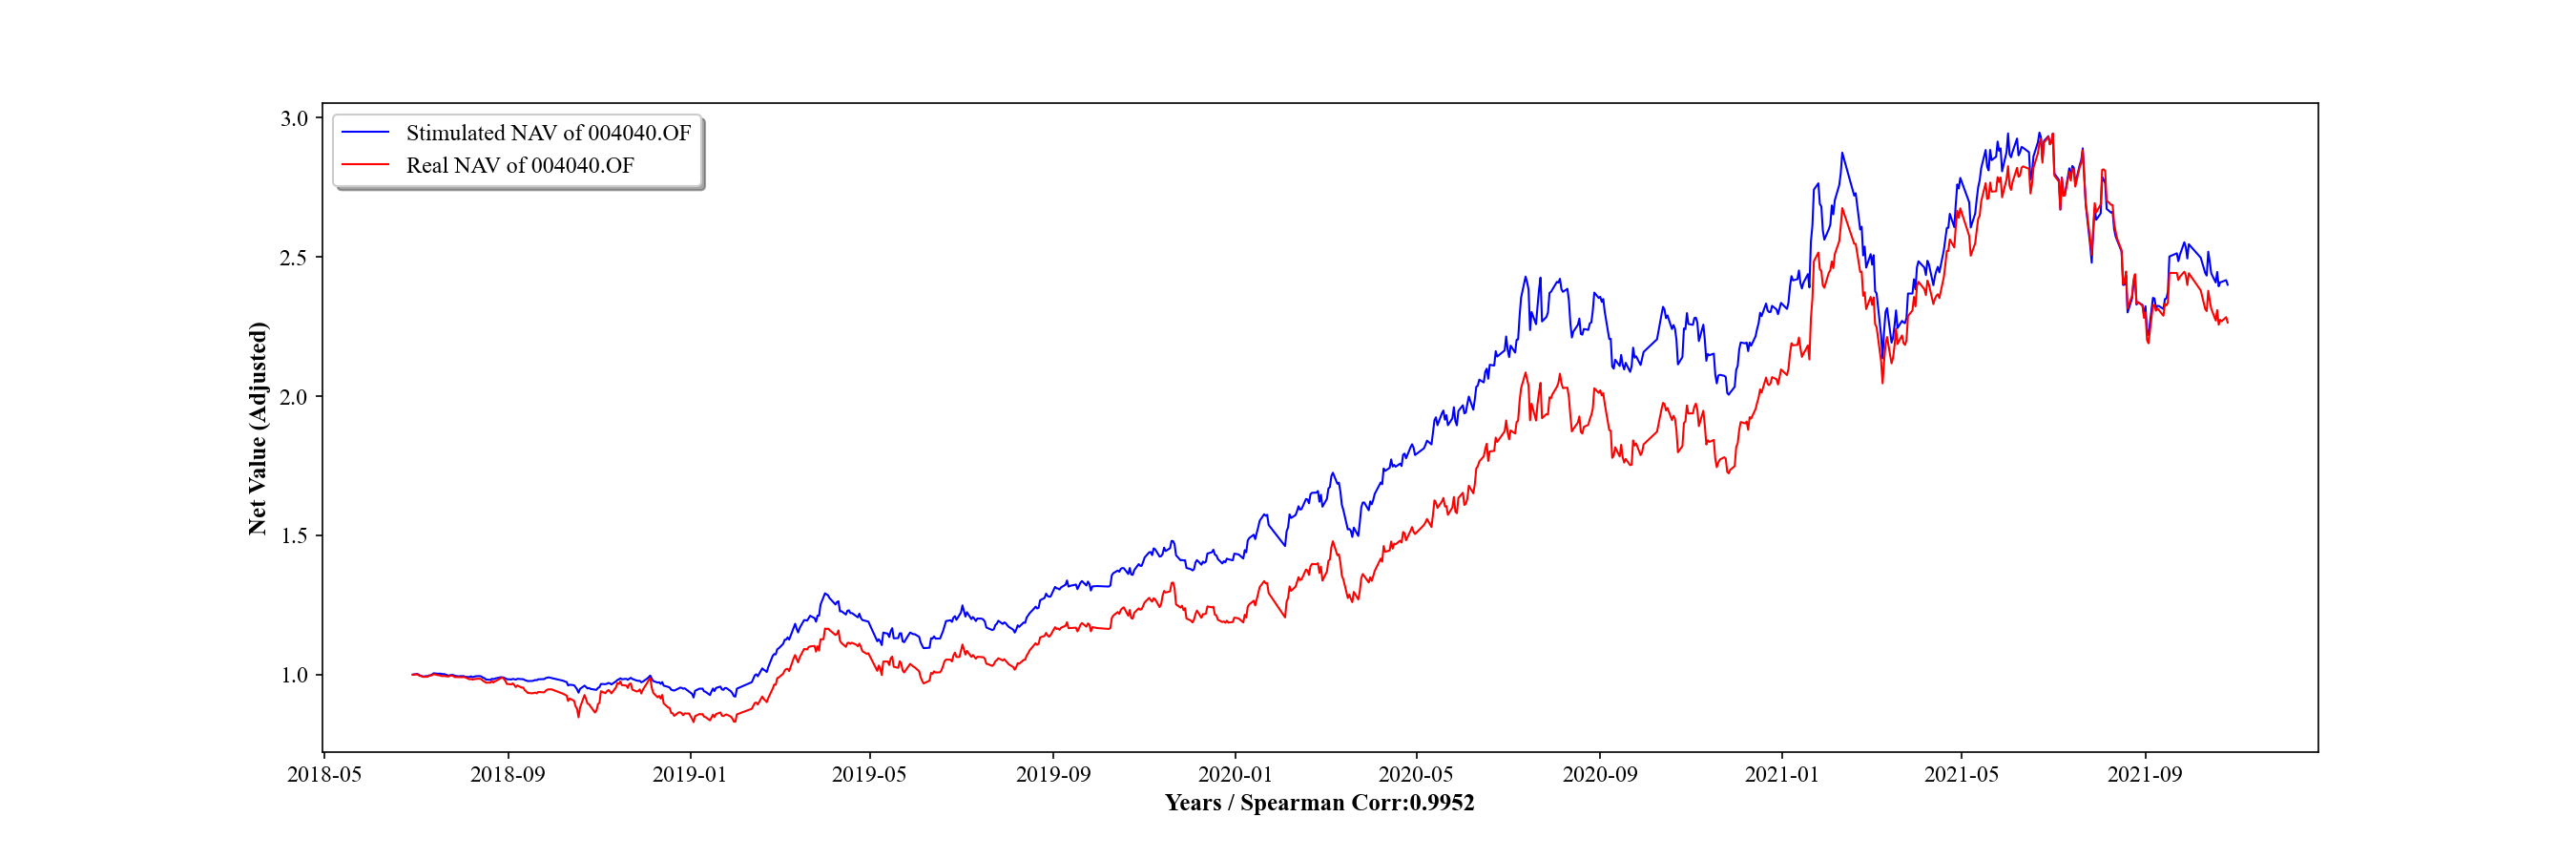 Stimulated NAV of 004040.OF
Real NAV of 004040.OF
Net Value (Adjusted)
3.0
2.5
2.0
1.5
1.0
2018-05 2018-09 2019-01 2019-05 2019-09 2020-01 2020-05 2020-09 2021-01 2021-05 2021-09
Years / Spearman Corr:0.9952